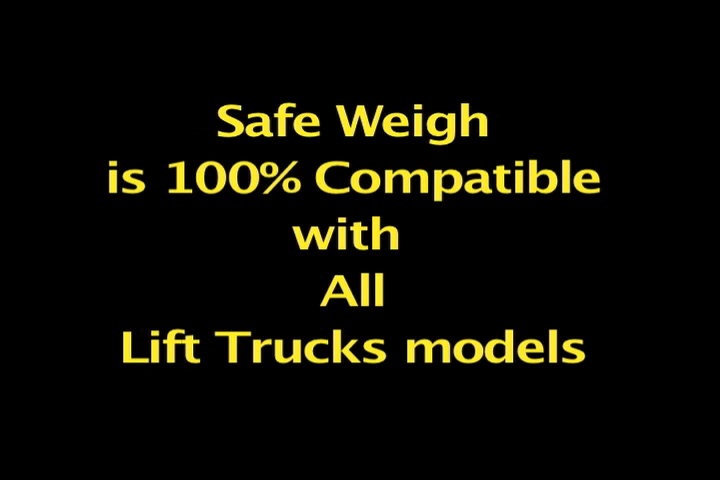 Safe Weigh
is 100% Compatible
with
All
Lift Trucks models